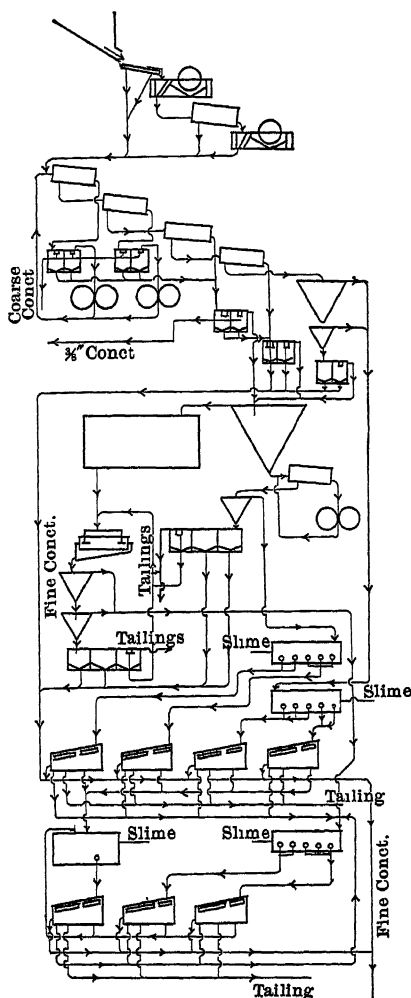 Coarse
Conct
⅜" Conct
Fine Conct.
Tailings
Tailings
Slime
Slime
Tailing
Slime
Slime
Fine Conct.
Tailing